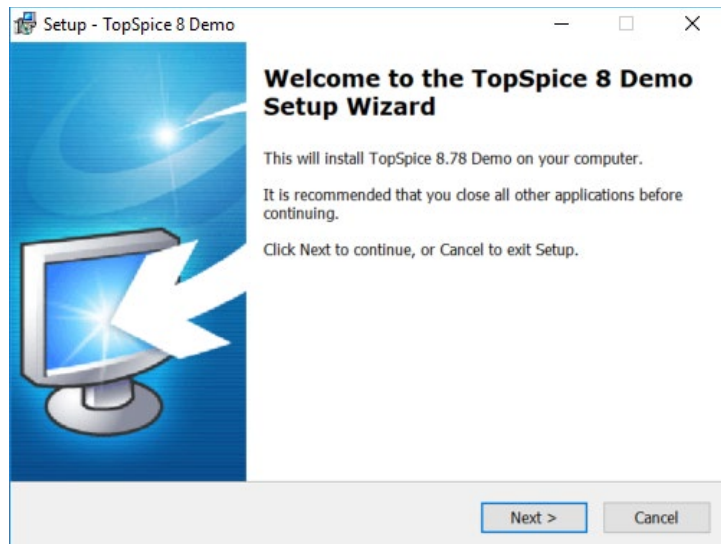 Setup - TopSpice 8 Demo
Welcome to the TopSpice 8 Demo
Setup Wizard
This will install TopSpice 8.78 Demo on your computer.
It is recommended that you close all other applications before
continuing.
Click Next to continue, or Cancel to exit Setup.
Next >
Cancel